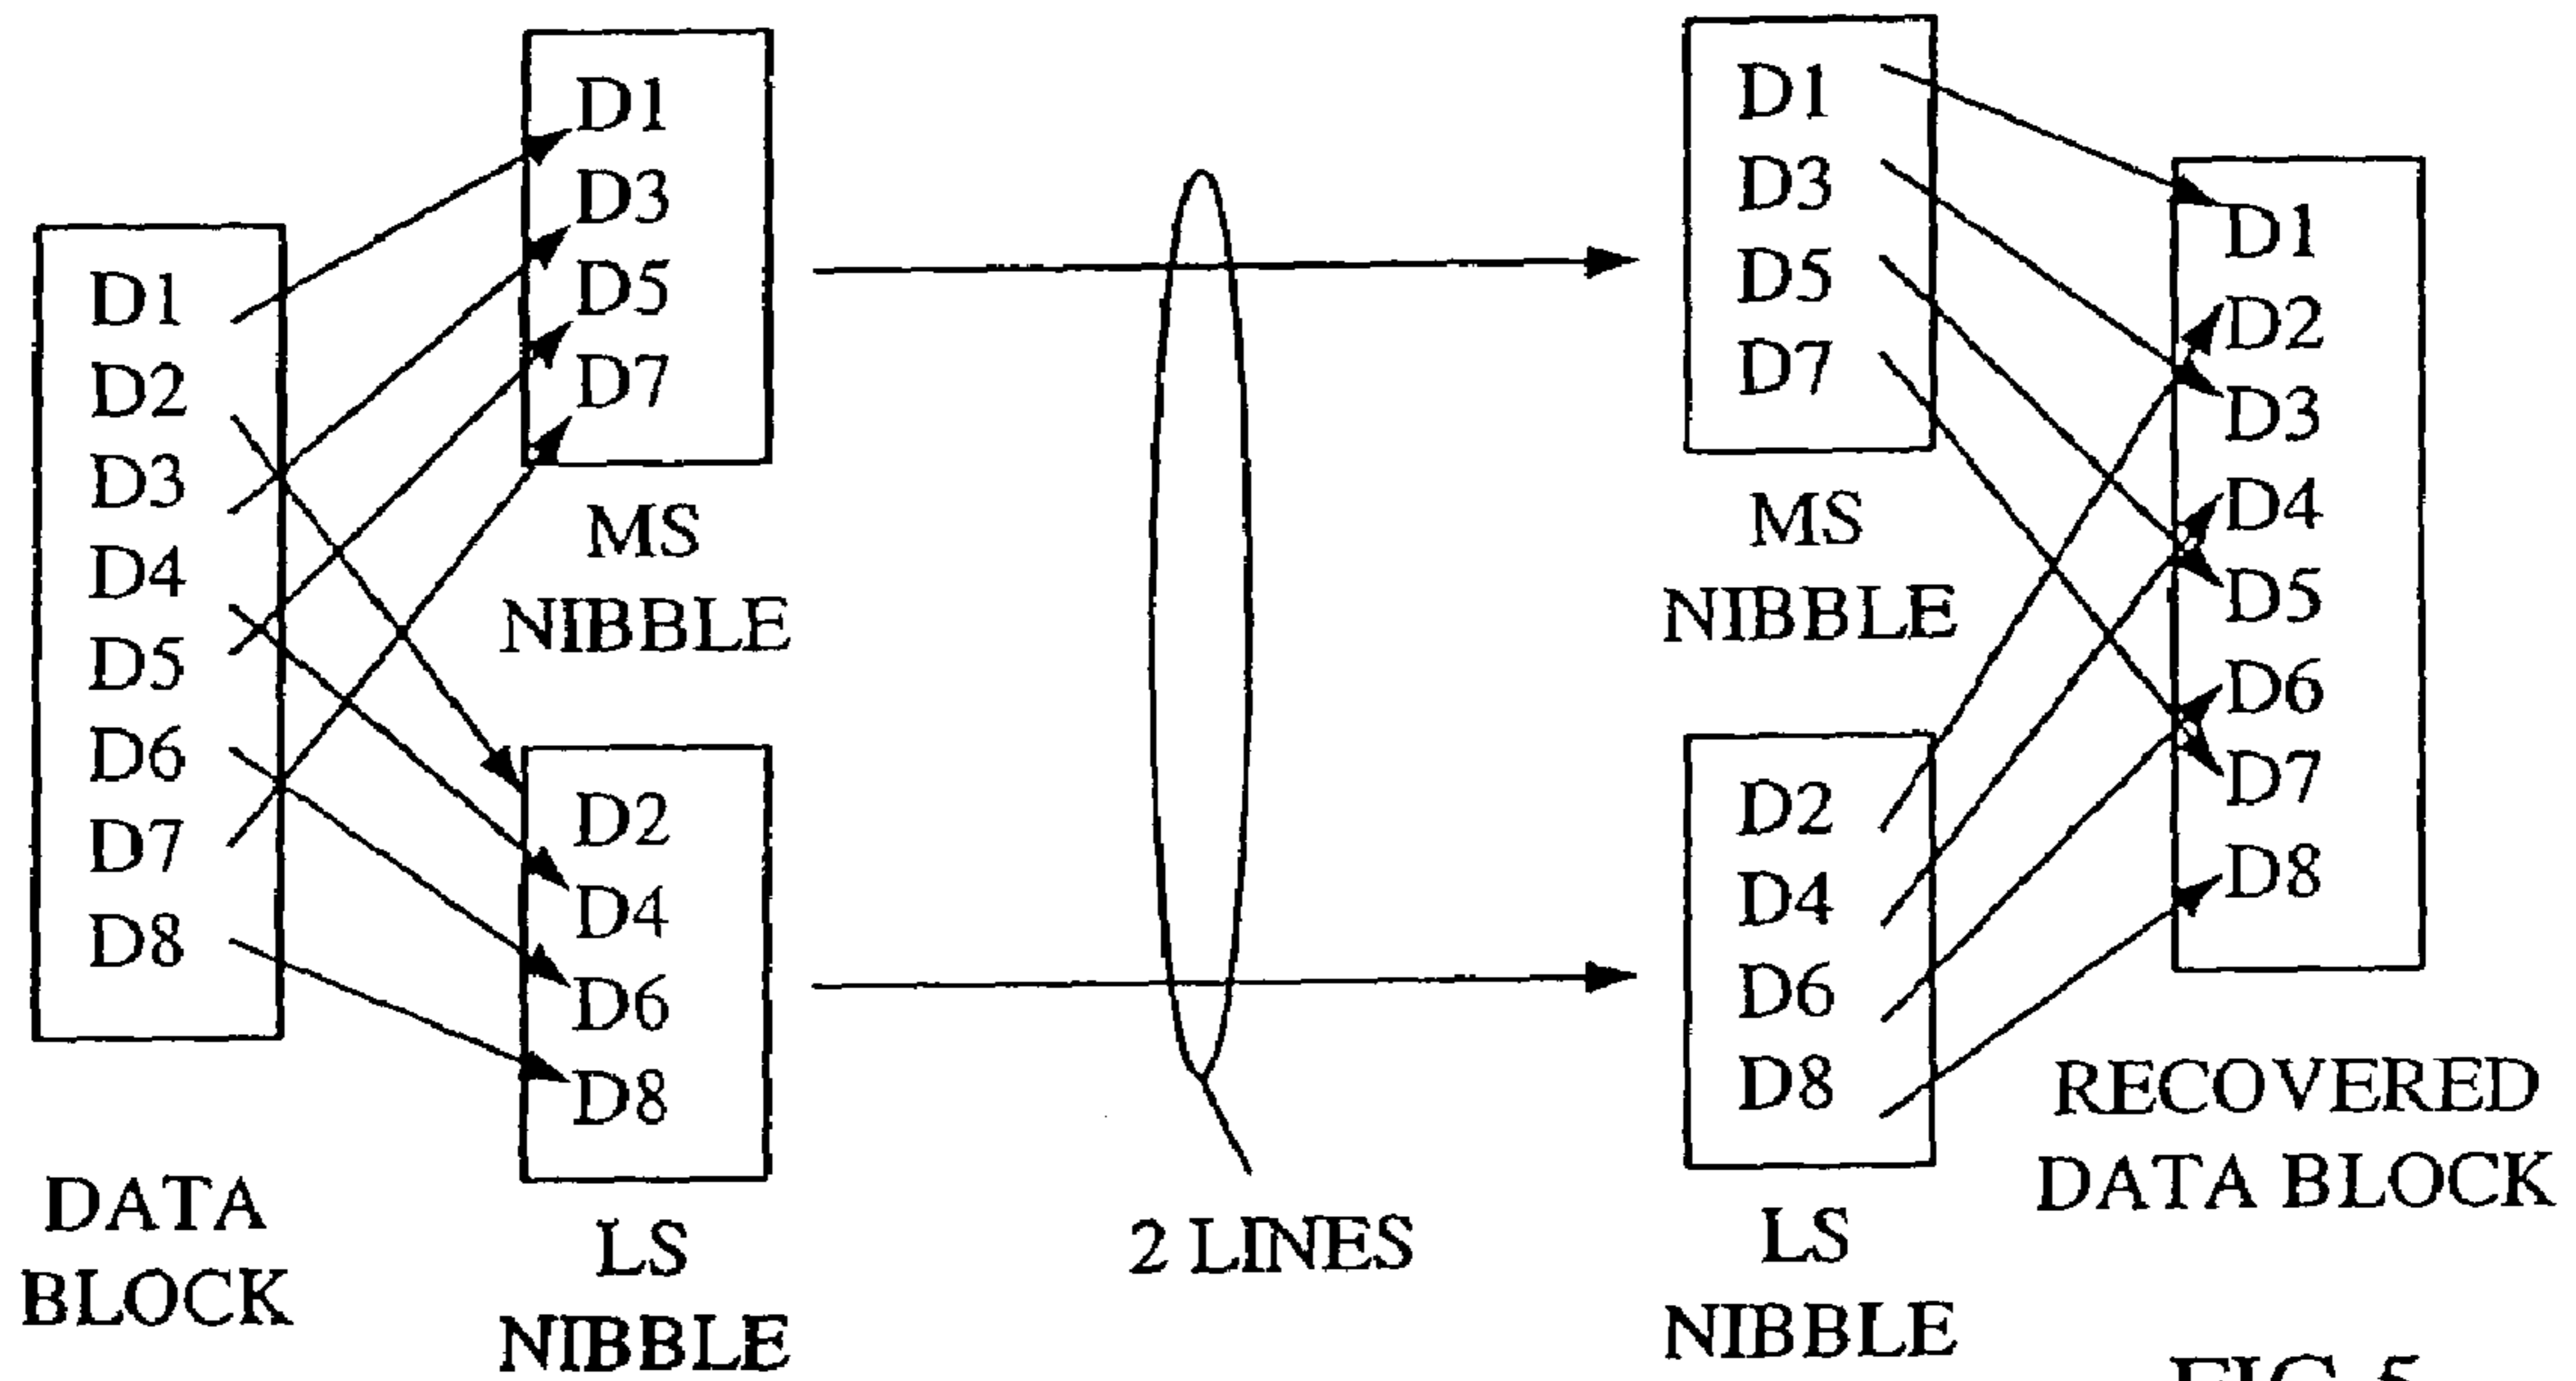 D1
D2
D3
D4
D5
D6
D7
D8
DATA
BLOCK
D1
D3
D5
D7
MS
NIBBLE
D2
D4
D6
D8
LS
NIBBLE
2 LINES
D1
D3
D5
D7
MS
NIBBLE
D2
D4
D6
D8
LS
NIBBLE
D1
D2
D3
D4
D5
D6
D7
D8
RECOVERED
DATA BLOCK
FIG 5